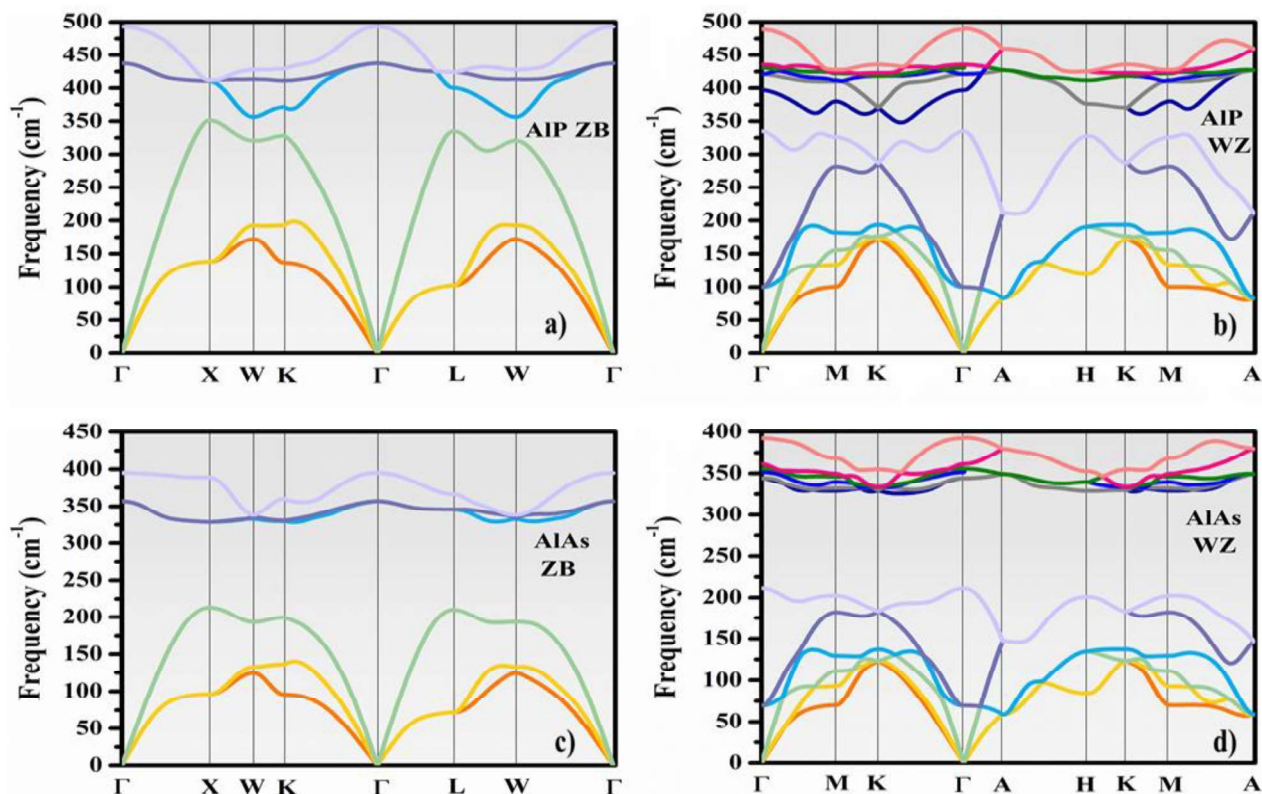 500
450
400
350
300
250
200
150
100
50
0
Frequency (cm⁻¹)
AlP ZB
a)
Γ X W K Γ L W Γ
500
450
400
350
300
250
200
150
100
50
0
Frequency (cm⁻¹)
AlP
WZ
b)
Γ M K Γ A H K M A
450
400
350
300
250
200
150
100
50
0
Frequency (cm⁻¹)
AlAs
ZB
c)
Γ X W K Γ L W Γ
400
350
300
250
200
150
100
50
0
Frequency (cm⁻¹)
AlAs
WZ
d)
Γ M K Γ A H K M A